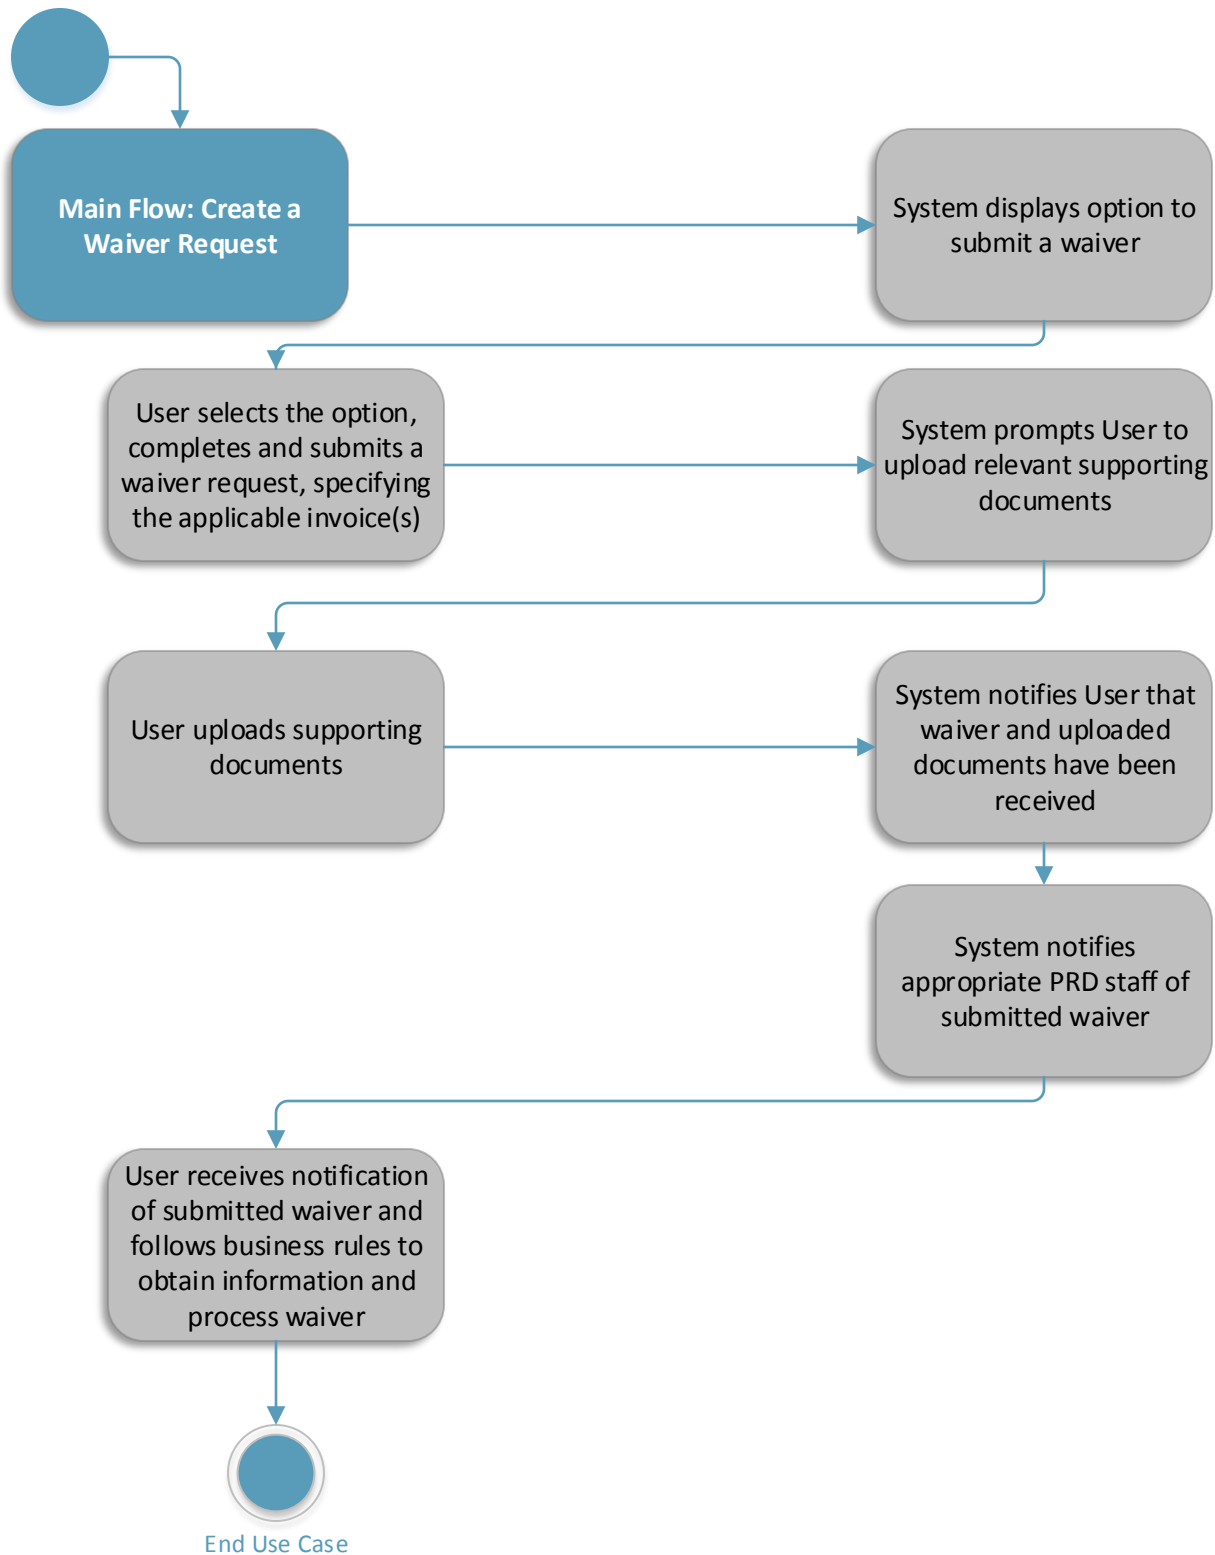 Main Flow: Create a
Waiver Request
System displays option to
submit a waiver
User selects the option,
completes and submits a
waiver request, specifying
the applicable invoice(s)
System prompts User to
upload relevant supporting
documents
User uploads supporting
documents
System notifies User that
waiver and uploaded
documents have been
received
System notifies
appropriate PRD staff of
submitted waiver
User receives notification
of submitted waiver and
follows business rules to
obtain information and
process waiver
End Use Case